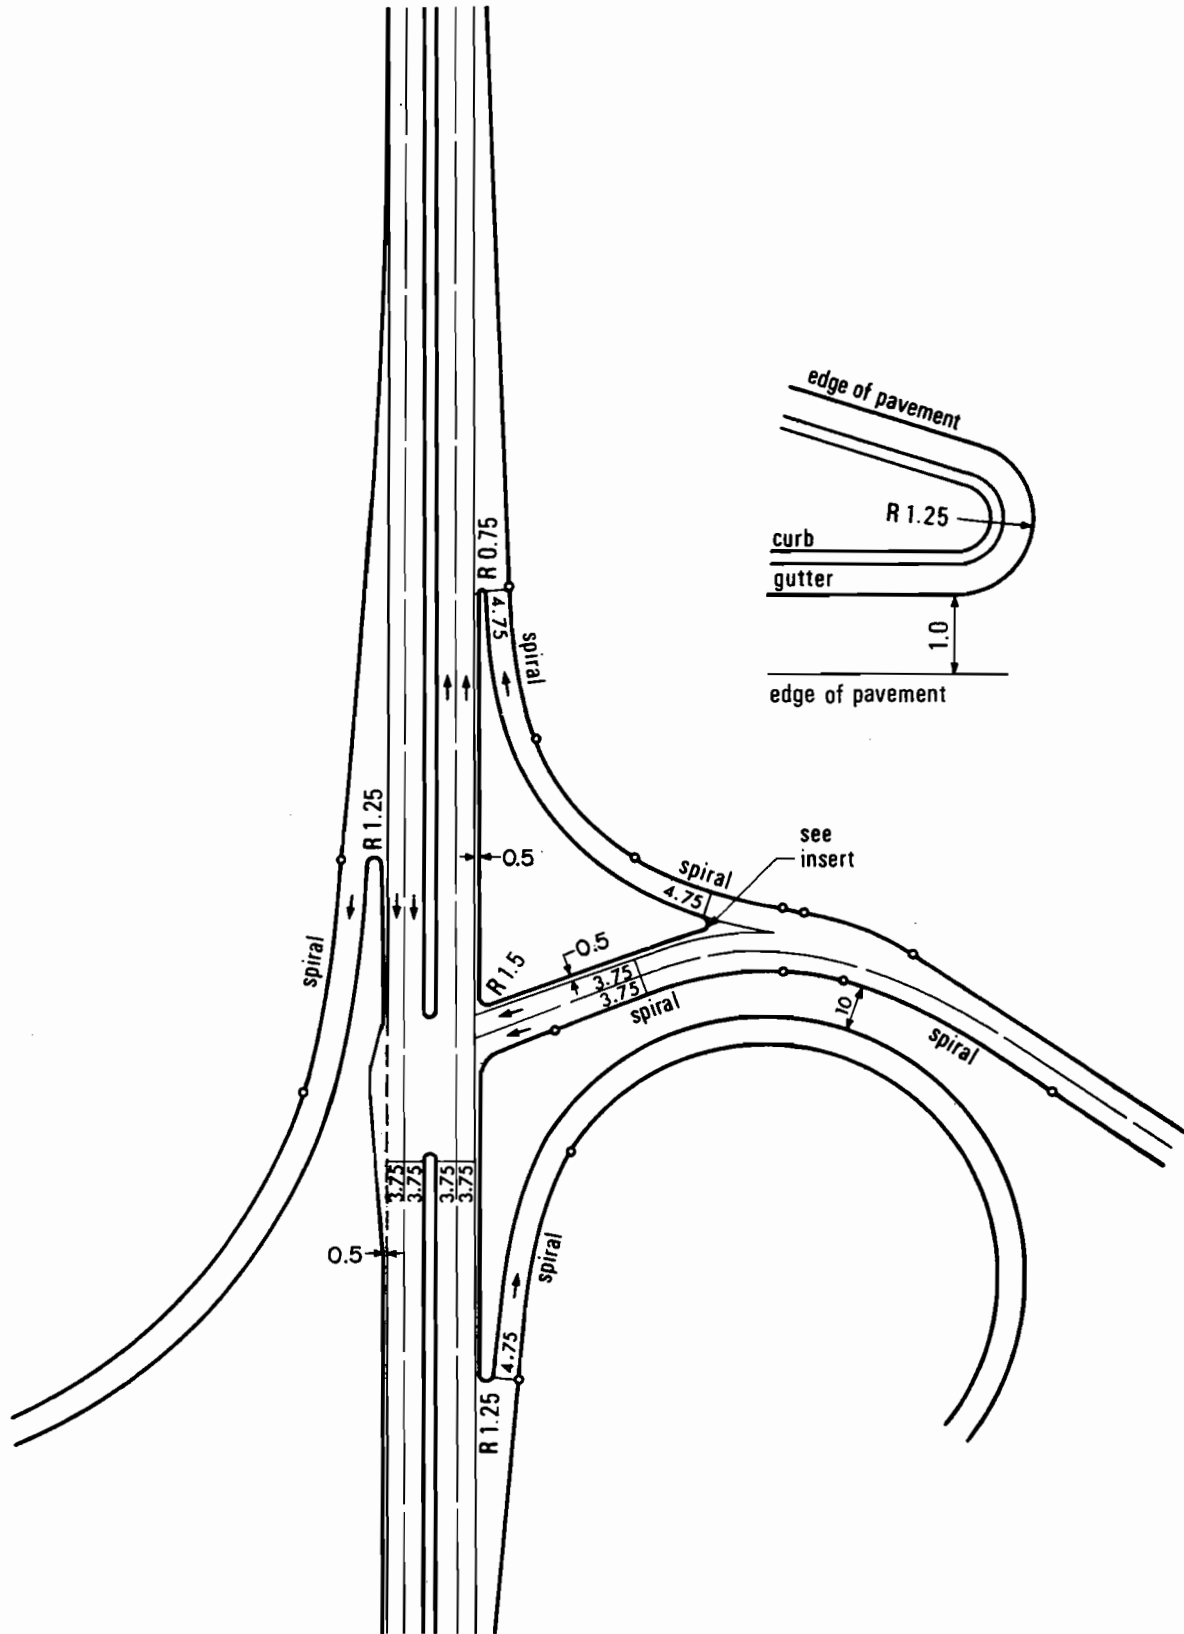 edge of pavement
R 1.25
curb
gutter
1.0
edge of pavement
R 0.75
4.75
spiral
R 1.25
0.5
see
insert
spiral
4.75
spiral
R 1.5
0.5
3.75
3.75
spiral
10
spiral
3.75
3.75
3.75
3.75
0.5
spiral
4.75
R 1.25